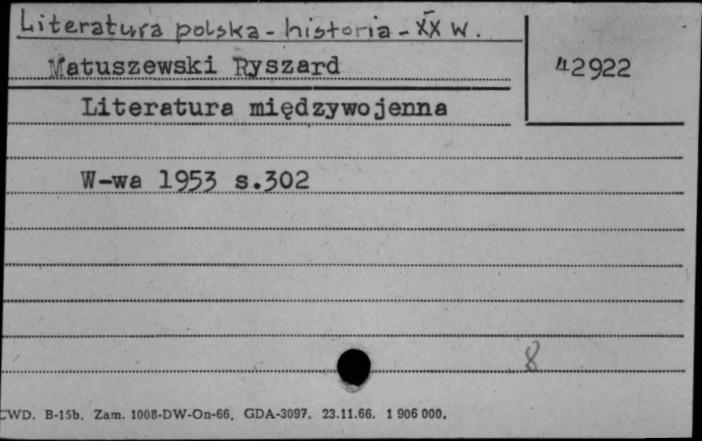 Literatura polska - historia - XX w.
Matuszewski Ryszard
42922
Literatura międzywojenna
W-wa 1953 s.302
8
CWD. B-15b. Zam. 1008-DW-On-66. GDA-3097. 23.11.66. 1 906 000.